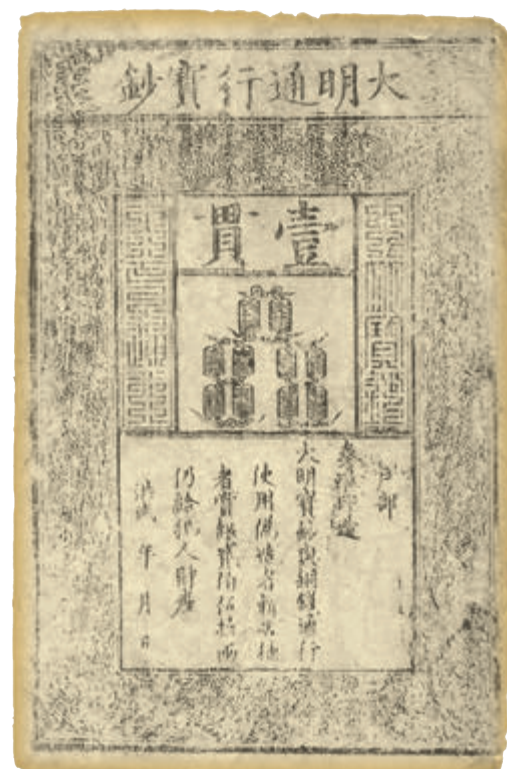 大明通行寶鈔
壹貫
戶部
奏准印造
大明寶鈔與銅錢通行
使用偽造者斬告捕
者賞銀貳佰伍拾兩
仍給犯人財產
洪武 年 月 日